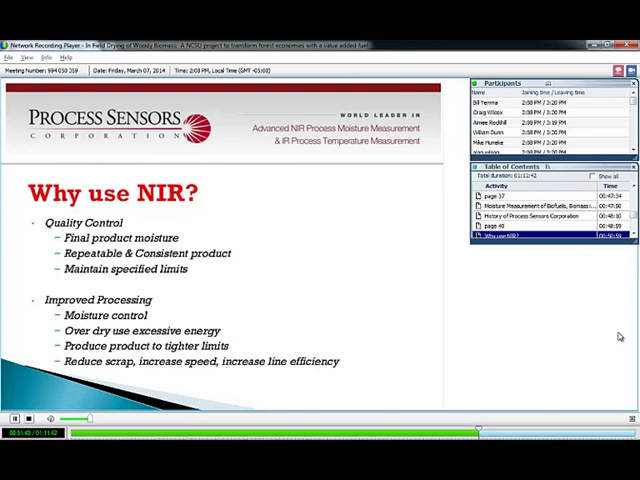 Network Recording Player - In Field Drying of Woody Biomass: A NCSU project to transform forest economies with a value added fuel
File View Info Help
Meeting Number: 994 050 359 Date: Friday, March 07, 2014 Time: 2:08 PM, Local Time (GMT -05:00)
PROCESS SENSORS
CORPORATION
WORLD LEADER IN
Advanced NIR Process Moisture Measurement
& IR Process Temperature Measurement
Why use NIR?
· Quality Control
– Final product moisture
– Repeatable & Consistent product
– Maintain specified limits
· Improved Processing
– Moisture control
– Over dry use excessive energy
– Produce product to tighter limits
– Reduce scrap, increase speed, increase line efficiency
Participants
Name Joining time / Leaving time
Bill Yemma 2:08 PM / 3:20 PM
Craig Wilcox 2:08 PM / 3:20 PM
Aimee Rockhill 2:08 PM / 3:20 PM
William Dunn 2:08 PM / 3:20 PM
Mike Huneke 2:08 PM / 3:20 PM
Table of Contents
Total duration: 01:11:42 Show all
Activity Time
page 37 00:47:34
Moisture Measurement of Biofuels, Biomass 00:47:50
History of Process Sensors Corporation 00:48:50
page 40
Why use NIR? 00:50:59
01:11:42